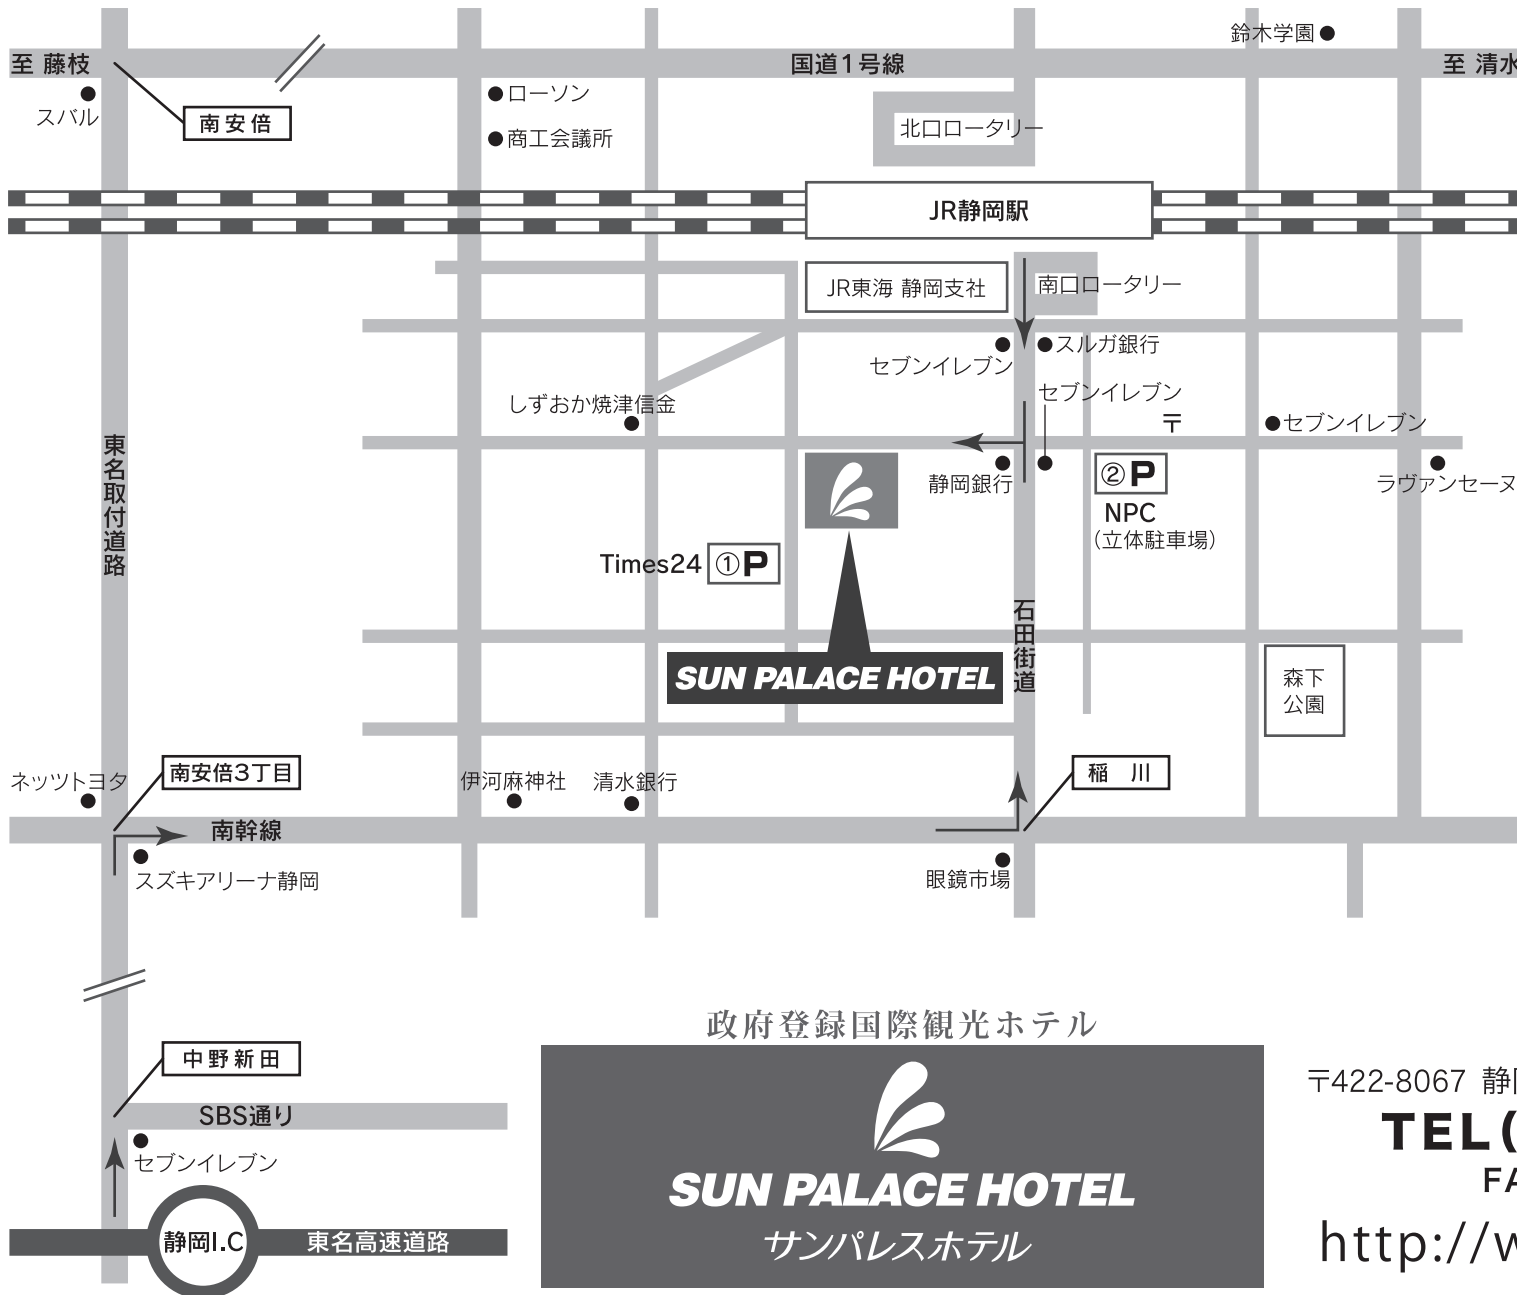 鈴木学園
至 藤枝
国道1号線
至 清水
スバル
南安倍
ローソン
商工会議所
北口ロータリー
JR静岡駅
JR東海 静岡支社
南口ロータリー
セブンイレブン
スルガ銀行
しずおか焼津信金
セブンイレブン
〒
セブンイレブン
東名取付道路
静岡銀行
②P
NPC
(立体駐車場)
ラヴァンセーヌ
Times24 ①P
石田街道
SUN PALACE HOTEL
森下
公園
ネッツトヨタ
南安倍3丁目
伊河麻神社
清水銀行
稲 川
南幹線
スズキアリーナ静岡
眼鏡市場
中野新田
SBS通り
セブンイレブン
静岡I.C
東名高速道路
政府登録国際観光ホテル
SUN PALACE HOTEL
サンパレスホテル
〒422-8067 静
TEL(
FA
http://w